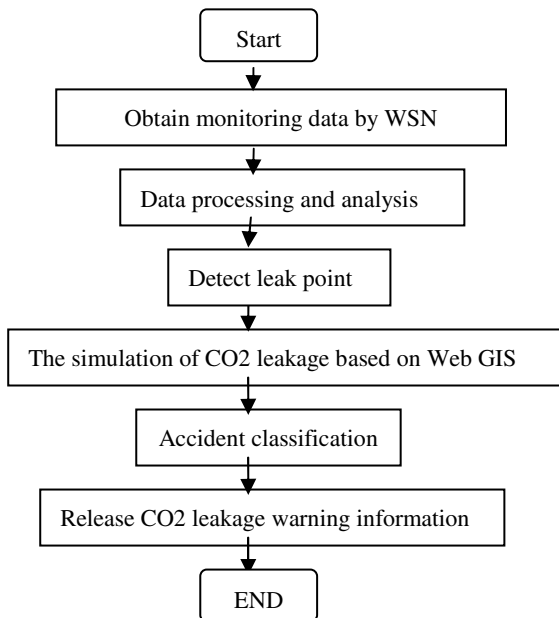 Start
Obtain monitoring data by WSN
Data processing and analysis
Detect leak point
The simulation of CO2 leakage based on Web GIS
Accident classification
Release CO2 leakage warning information
END